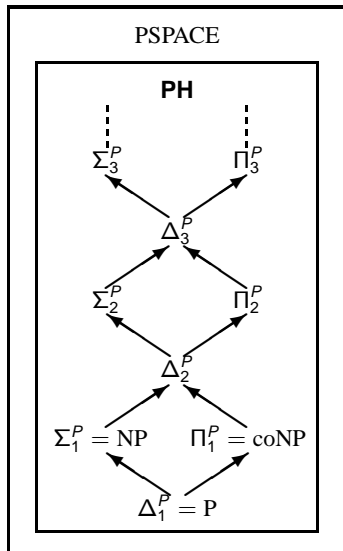 PSPACE
PH
Σ₃ᴾ Π₃ᴾ
Δ₃ᴾ
Σ₂ᴾ Π₂ᴾ
Δ₂ᴾ
Σ₁ᴾ = NP Π₁ᴾ = coNP
Δ₁ᴾ = P